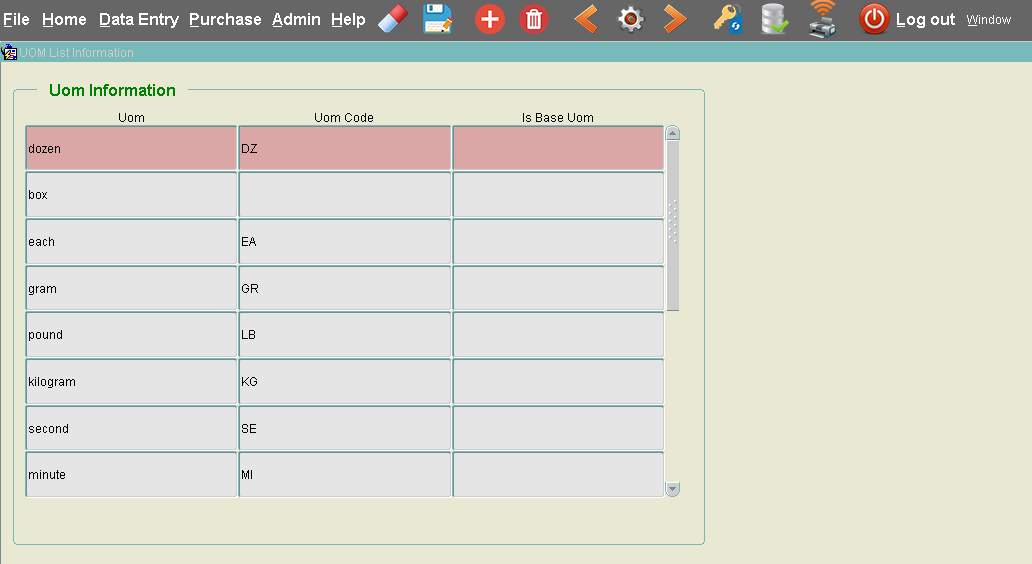 File Home Data Entry Purchase Admin Help Log out Window
UOM List Information
Uom Information
Uom Uom Code Is Base Uom
dozen DZ
box
each EA
gram GR
pound LB
kilogram KG
second SE
minute MI